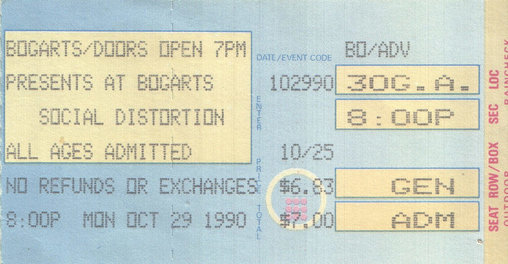 BOGARTS/DOORS OPEN 7PM
PRESENTS AT BOGARTS
SOCIAL DISTORTION
ALL AGES ADMITTED
NO REFUNDS OR EXCHANGES
8:00P MON OCT 29 1990
DATE/EVENT CODE
102990
ENTER
10/25
PRICE
$6.83
TOTAL
$7.00
BO/ADV
30G.A.
8:00P
GEN
ADM
SEAT ROW/BOX SEC LOC
OUTDOOR
RAINCHECK